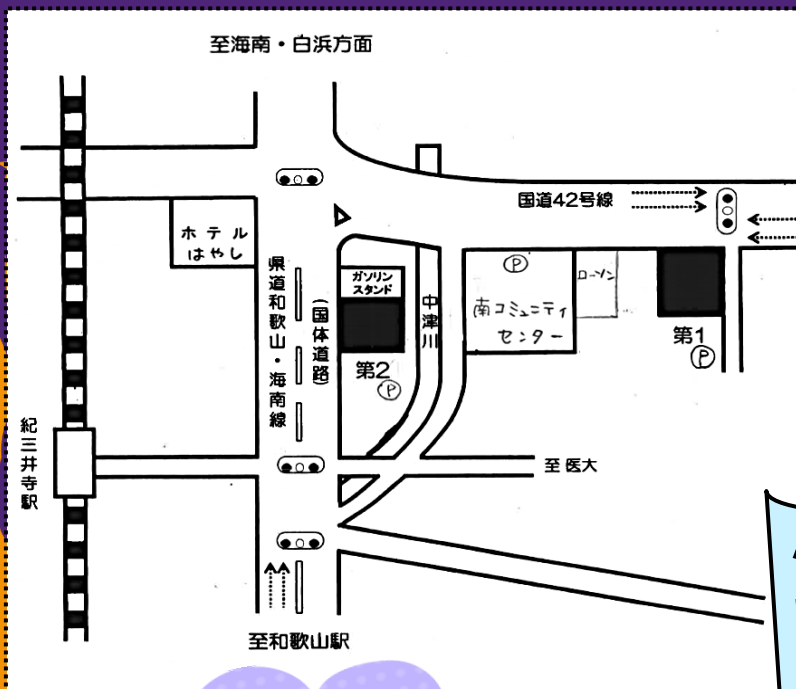 至海南・白浜方面
国道42号線
ホテル
はやし
ガソリン
スタンド
県道和歌山・海南線
(国体道路)
中津川
Ⓟ
南コミュニティ
センター
ローソン
第1
Ⓟ
第2
Ⓟ
紀三井寺駅
至医大
至和歌山駅